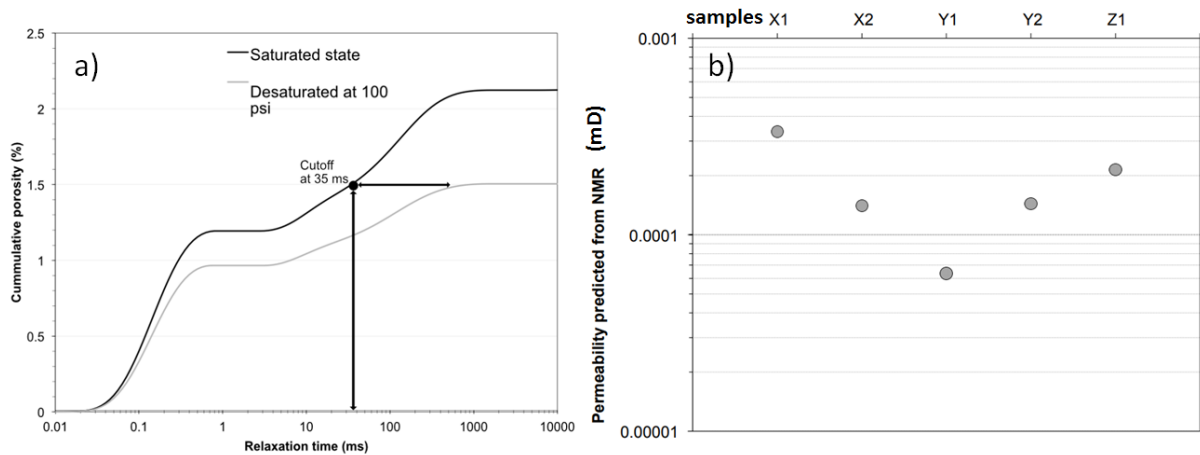 a)
Saturated state
Desaturated at 100
psi
Cutoff
at 35 ms
Cummulative porosity (%)
2.5
2
1.5
1
0.5
0
0.01 0.1 1 10 100 1000 10000
Relaxation time (ms)
samples X1 X2 Y1 Y2 Z1
b)
Permeability predicted from NMR (mD)
0.001
0.0001
0.00001